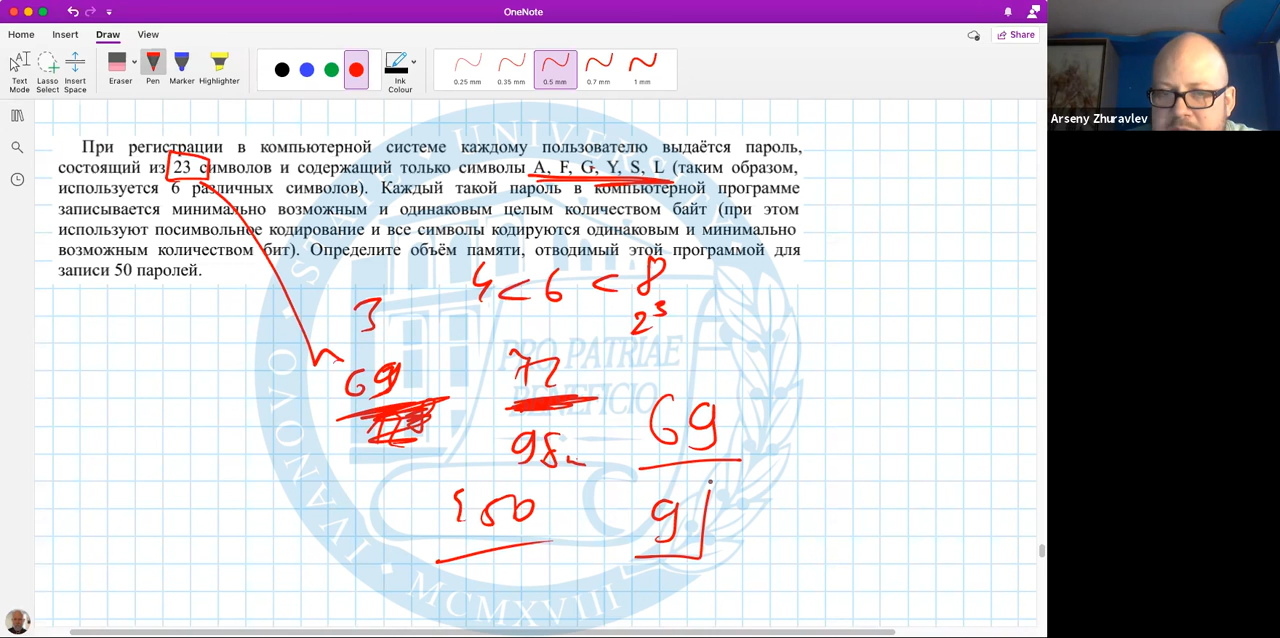 OneNote
Home Insert Draw View
Share
Text Mode
Lasso Select
Insert Space
Eraser
Pen
Marker
Highlighter
Ink Colour
0.25 mm
0.35 mm
0.5 mm
0.7 mm
1 mm
Arseny Zhuravlev
При регистрации в компьютерной системе каждому пользователю выдаётся пароль,
состоящий из 23 символов и содержащий только символы A, F, G, Y, S, L (таким образом,
используется 6 различных символов). Каждый такой пароль в компьютерной программе
записывается минимально возможным и одинаковым целым количеством байт (при этом
используют посимвольное кодирование и все символы кодируются одинаковым и минимально
возможным количеством бит). Определите объём памяти, отводимый этой программой для
записи 50 паролей.
4 < 6 < 8
2³
3
69
72
69
9
50
PRO PATRIAE
BENEFICIO
UNIVERSITY
IVANOVO
MCMXVIII